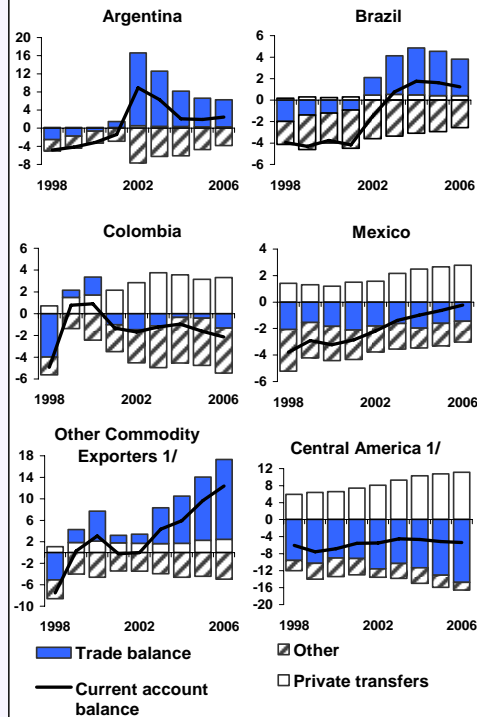 Argentina
20
16
12
8
4
0
-4
-8
-12
1998 2002 2006
Brazil
6
4
2
0
-2
-4
-6
1998 2002 2006
Colombia
6
4
2
0
-2
-4
-6
1998 2002 2006
Mexico
4
2
0
-2
-4
-6
1998 2002 2006
Other Commodity
Exporters 1/
18
14
10
6
2
-2
-6
-10
1998 2002 2006
Central America 1/
12
8
4
0
-4
-8
-12
-16
-20
1998 2002 2006
Trade balance
Current account
balance
Other
Private transfers